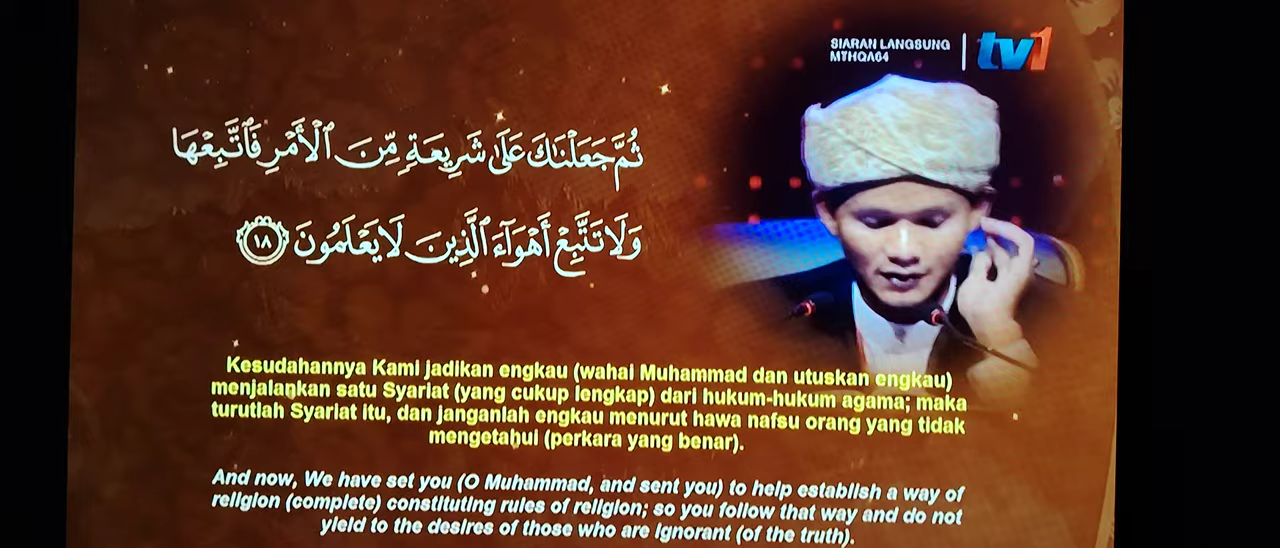 SIARAN LANGSUNG
MTHQA64
tv1
ثُمَّ جَعَلْنَـٰكَ عَلَىٰ شَرِيعَةٍ مِّنَ ٱلْأَمْرِ فَٱتَّبِعْهَا
وَلَا تَتَّبِعْ أَهْوَآءَ ٱلَّذِينَ لَا يَعْلَمُونَ ١٨
Kesudahannya Kami jadikan engkau (wahai Muhammad dan utuskan engkau)
menjalankan satu Syariat (yang cukup lengkap) dari hukum-hukum agama; maka
turutlah Syariat itu, dan janganlah engkau menurut hawa nafsu orang yang tidak
mengetahui (perkara yang benar).
And now, We have set you (O Muhammad, and sent you) to help establish a way of
religion (complete) constituting rules of religion; so you follow that way and do not
yield to the desires of those who are ignorant (of the truth).